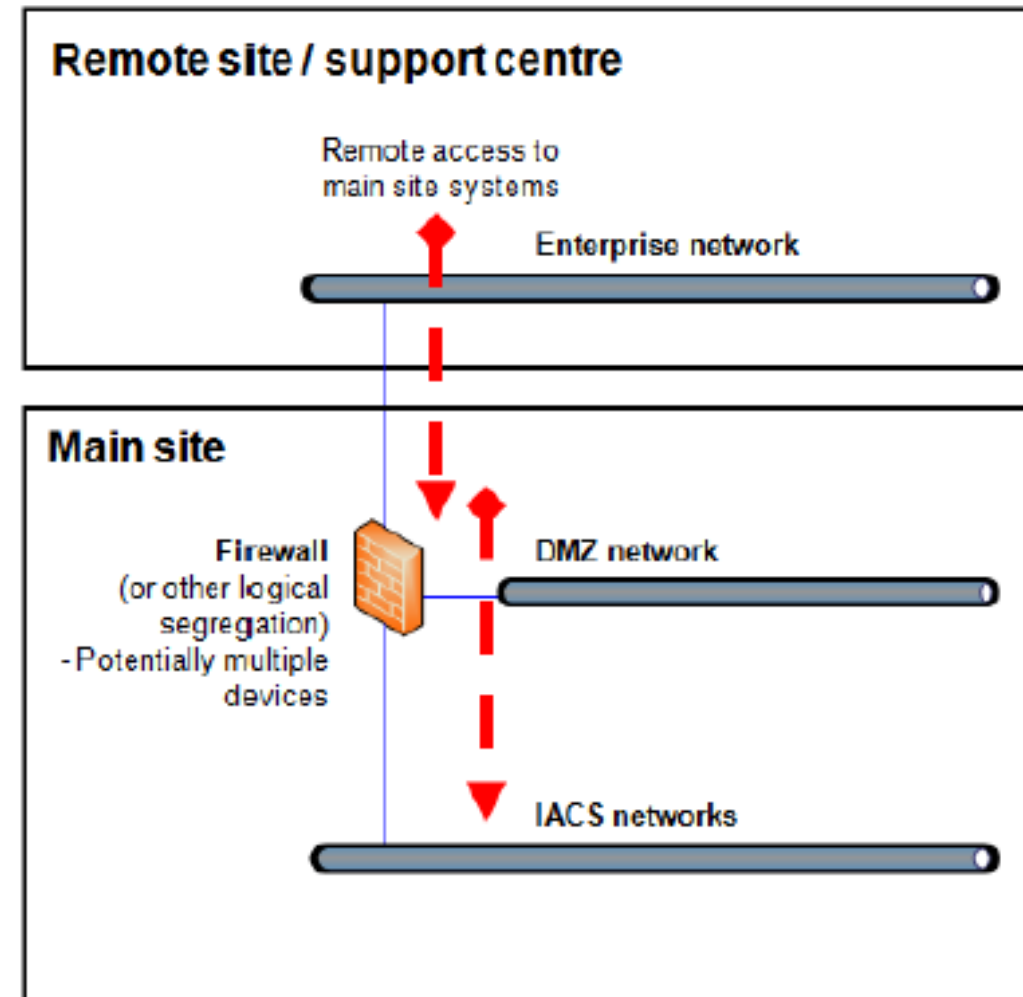 Remote site / support centre
Remote access to
main site systems
Enterprise network
Main site
Firewall
(or other logical
segregation)
- Potentially multiple
devices
DMZ network
IACS networks